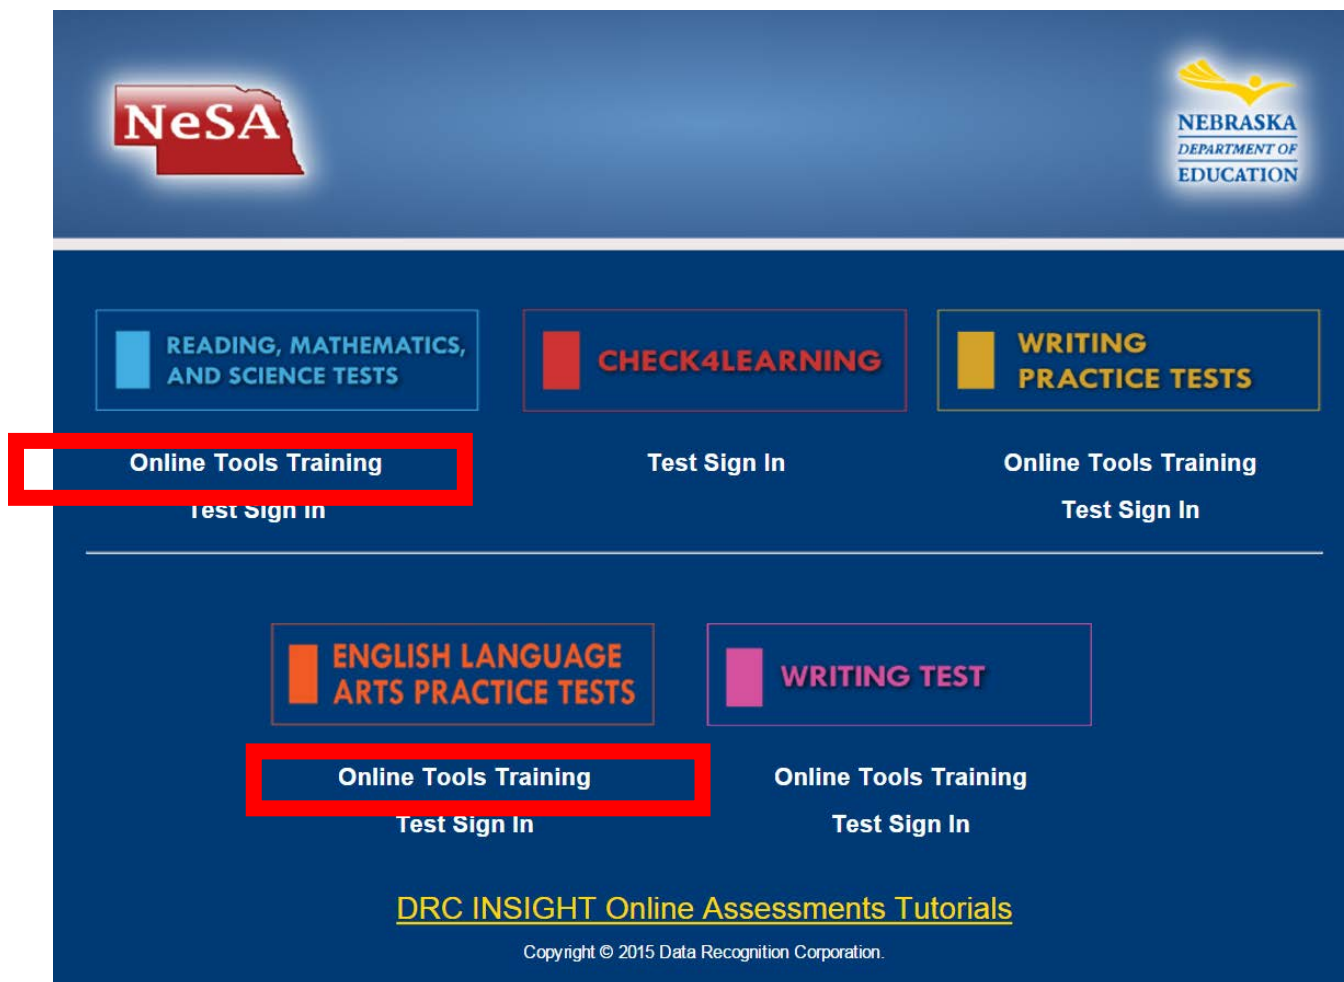 NeSA
NEBRASKA
DEPARTMENT OF
EDUCATION
READING, MATHEMATICS,
AND SCIENCE TESTS
Online Tools Training
Test Sign In
CHECK4LEARNING
Test Sign In
WRITING
PRACTICE TESTS
Online Tools Training
Test Sign In
ENGLISH LANGUAGE
ARTS PRACTICE TESTS
Online Tools Training
Test Sign In
WRITING TEST
Online Tools Training
Test Sign In
DRC INSIGHT Online Assessments Tutorials
Copyright © 2015 Data Recognition Corporation.